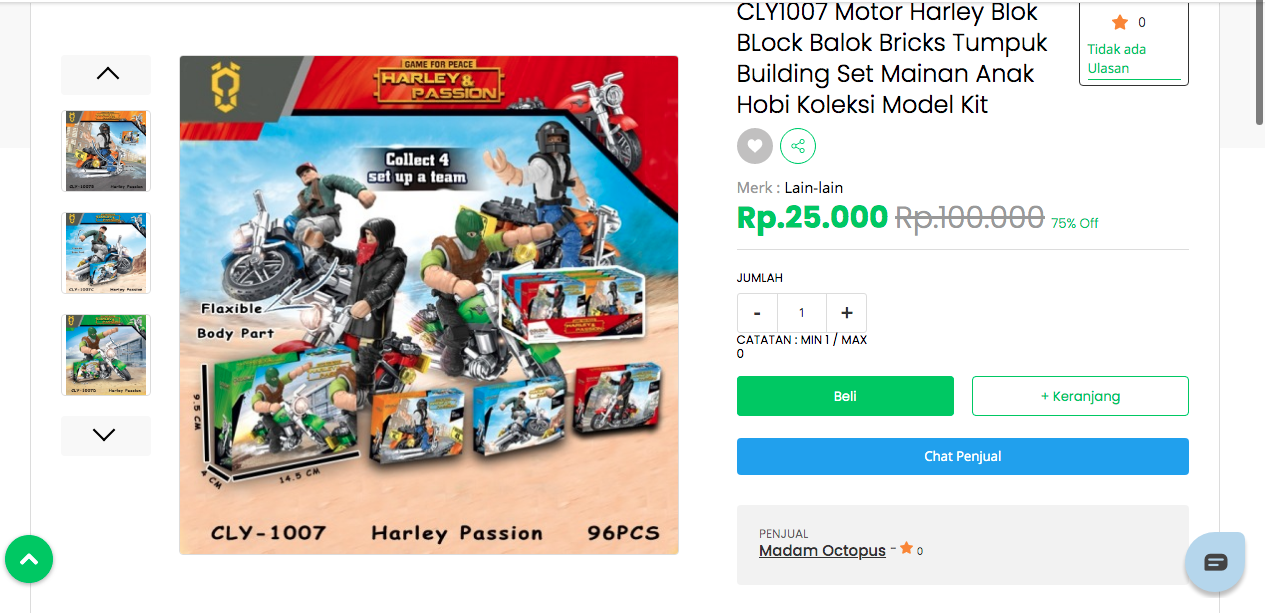 CLY1007 Motor Harley Blok
BLock Balok Bricks Tumpuk
Building Set Mainan Anak
Hobi Koleksi Model Kit
0
Tidak ada
Ulasan
Merk : Lain-lain
Rp.25.000 Rp.100.000 75% Off
JUMLAH
- 1 +
CATATAN : MIN 1 / MAX
0
Beli
+ Keranjang
Chat Penjual
PENJUAL
Madam Octopus - 0
GAME FOR PEACE
HARLEY &
PASSION
Collect 4
set up a team
Flaxible
Body Part
9.5 CM
4 CM
14.5 CM
CLY-1007 Harley Passion 96PCS
Harley Passion
CLY-1007C Harley Passion
CLY-1007D Harley Passion